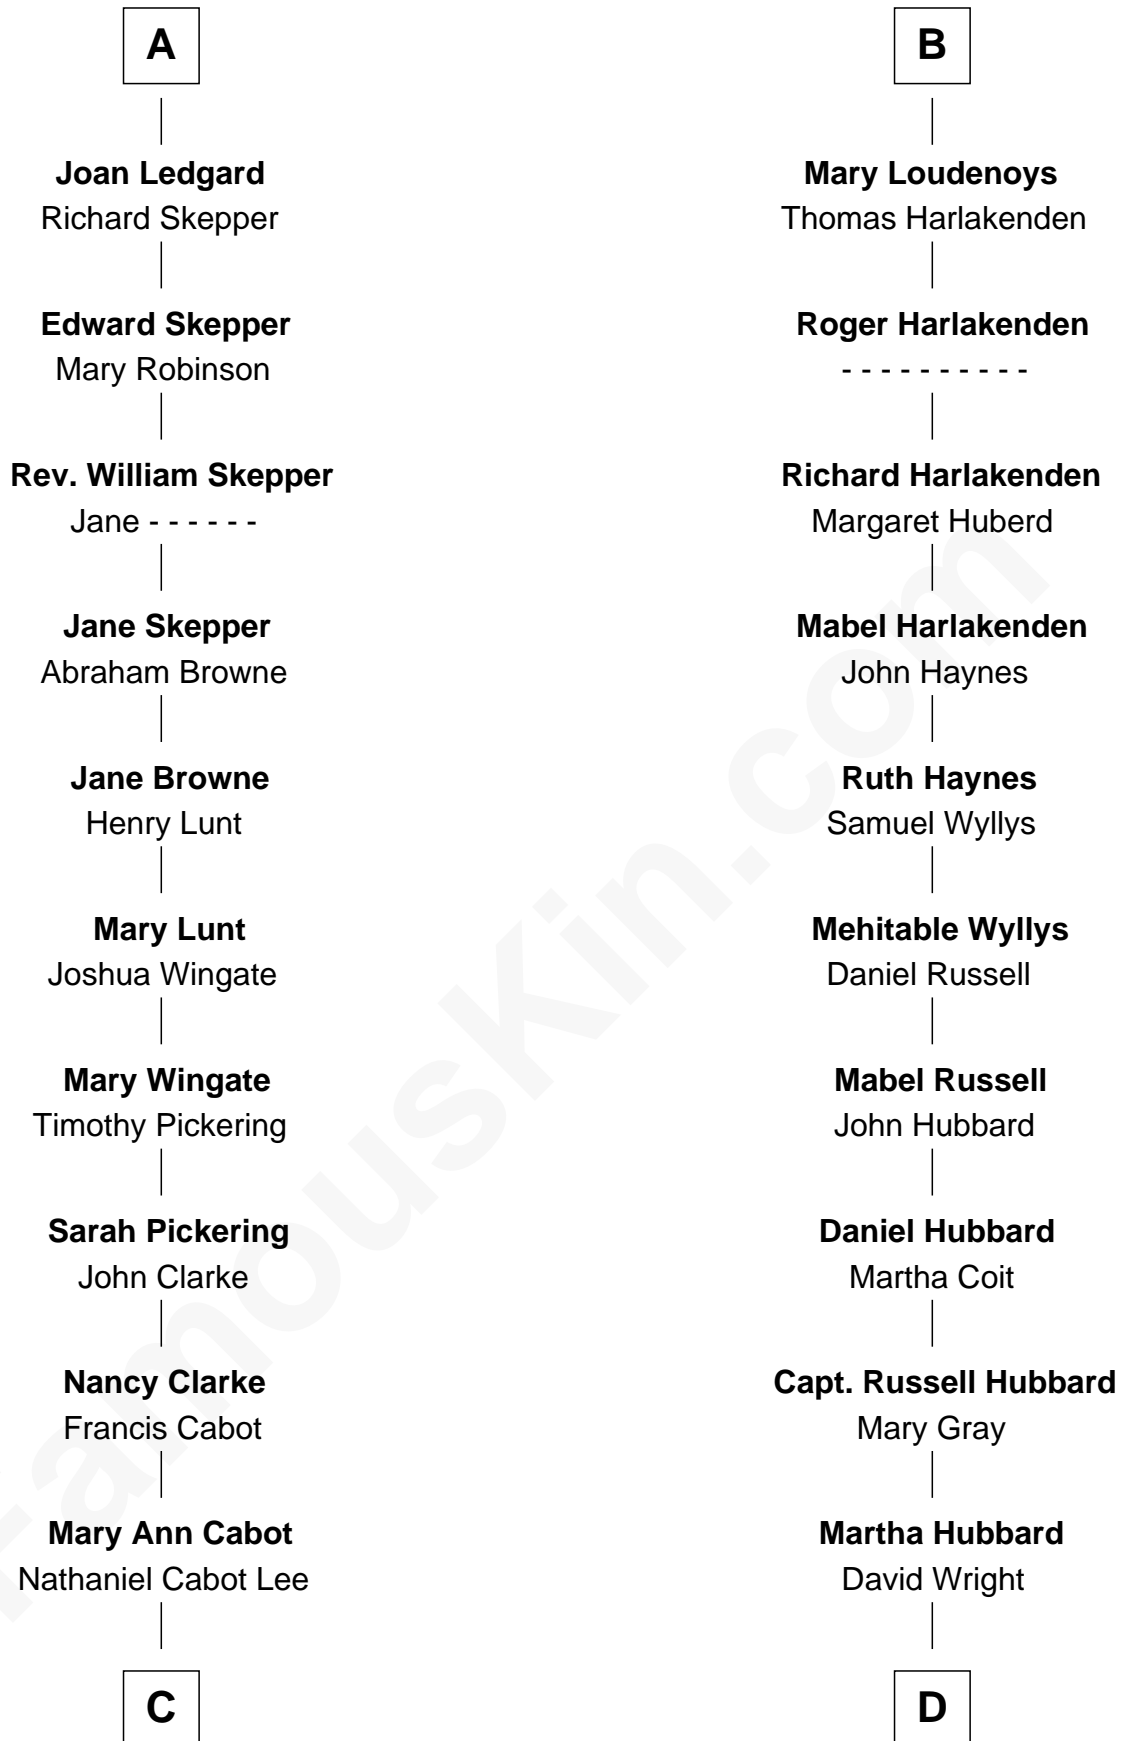 A
Joan Ledgard
Richard Skepper
Edward Skepper
Mary Robinson
Rev. William Skepper
Jane - - - - - -
Jane Skepper
Abraham Browne
Jane Browne
Henry Lunt
Mary Lunt
Joshua Wingate
Mary Wingate
Timothy Pickering
Sarah Pickering
John Clarke
Nancy Clarke
Francis Cabot
Mary Ann Cabot
Nathaniel Cabot Lee
C
B
Mary Loudenoys
Thomas Harlakenden
Roger Harlakenden
- - - - - - - - - -
Richard Harlakenden
Margaret Huberd
Mabel Harlakenden
John Haynes
Ruth Haynes
Samuel Wyllys
Mehitable Wyllys
Daniel Russell
Mabel Russell
John Hubbard
Daniel Hubbard
Martha Coit
Capt. Russell Hubbard
Mary Gray
Martha Hubbard
David Wright
D
FamousKin.com